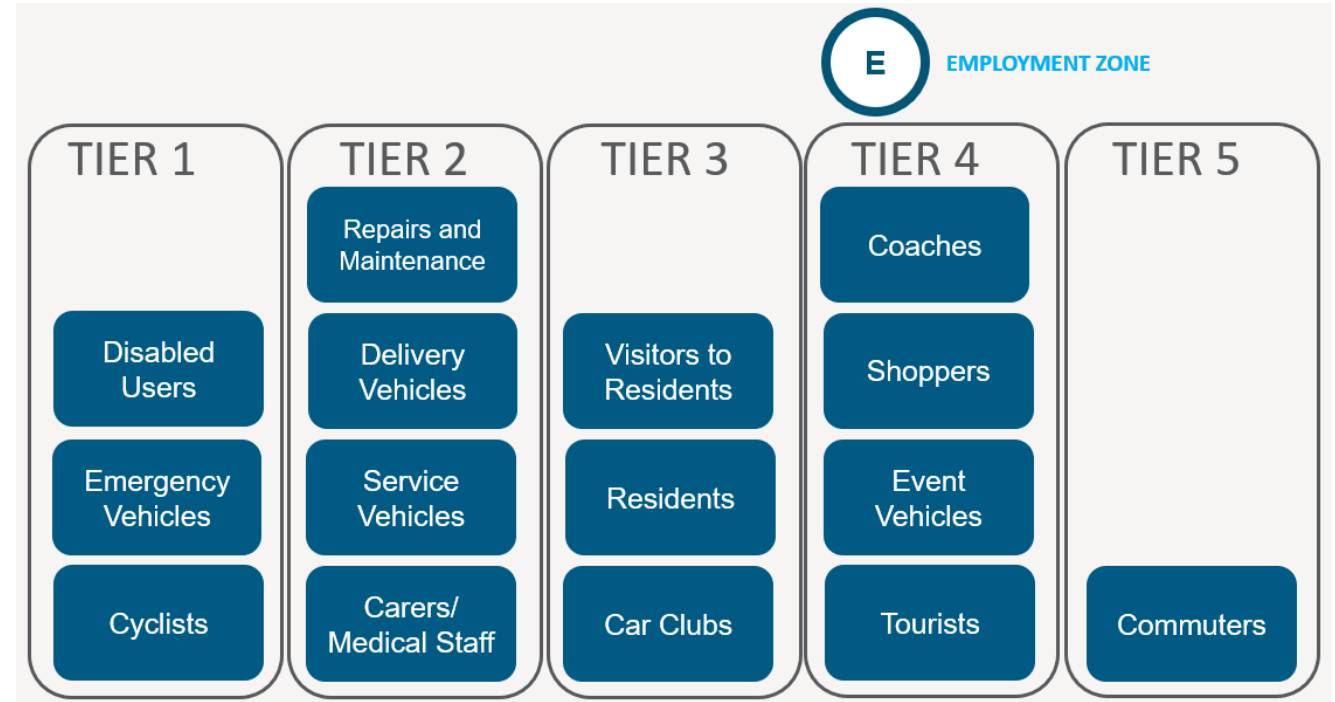 E
EMPLOYMENT ZONE
TIER 1
Disabled
Users
Emergency
Vehicles
Cyclists
TIER 2
Repairs and
Maintenance
Delivery
Vehicles
Service
Vehicles
Carers/
Medical Staff
TIER 3
Visitors to
Residents
Residents
Car Clubs
TIER 4
Coaches
Shoppers
Event
Vehicles
Tourists
TIER 5
Commuters